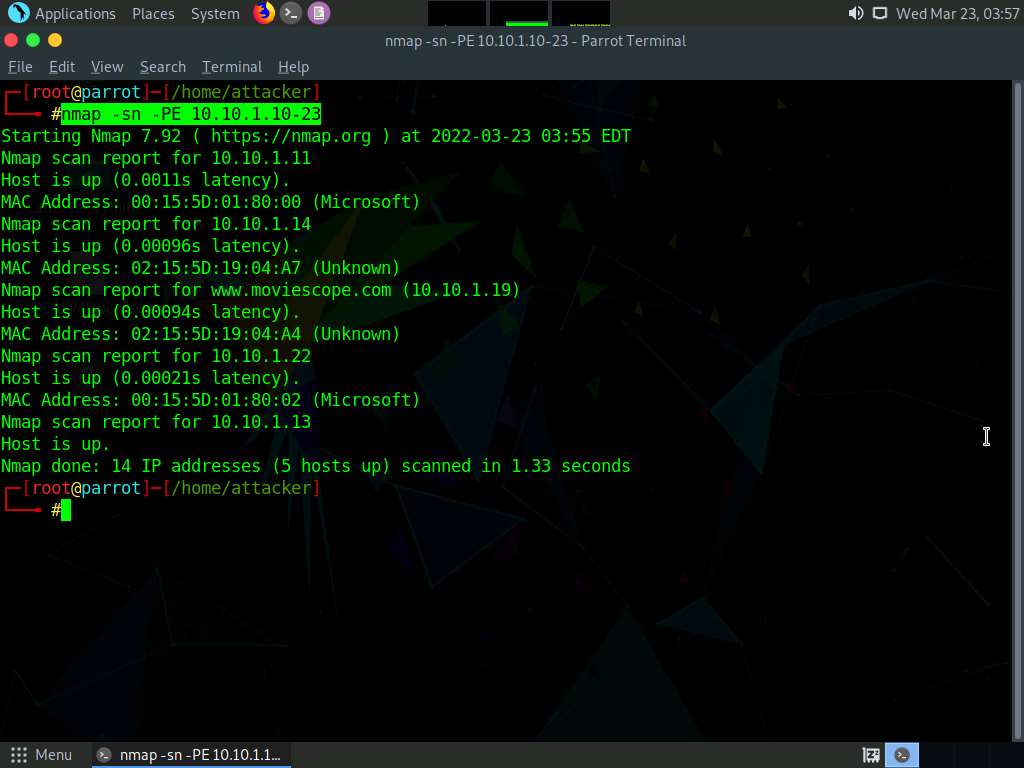 Applications Places System Wed Mar 23, 03:57
nmap -sn -PE 10.10.1.10-23 - Parrot Terminal
File Edit View Search Terminal Help
[root@parrot]─[/home/attacker]
#nmap -sn -PE 10.10.1.10-23
Starting Nmap 7.92 ( https://nmap.org ) at 2022-03-23 03:55 EDT
Nmap scan report for 10.10.1.11
Host is up (0.0011s latency).
MAC Address: 00:15:5D:01:80:00 (Microsoft)
Nmap scan report for 10.10.1.14
Host is up (0.00096s latency).
MAC Address: 02:15:5D:19:04:A7 (Unknown)
Nmap scan report for www.moviescope.com (10.10.1.19)
Host is up (0.00094s latency).
MAC Address: 02:15:5D:19:04:A4 (Unknown)
Nmap scan report for 10.10.1.22
Host is up (0.00021s latency).
MAC Address: 00:15:5D:01:80:02 (Microsoft)
Nmap scan report for 10.10.1.13
Host is up.
Nmap done: 14 IP addresses (5 hosts up) scanned in 1.33 seconds
[root@parrot]─[/home/attacker]
#
Menu nmap -sn -PE 10.10.1.1...